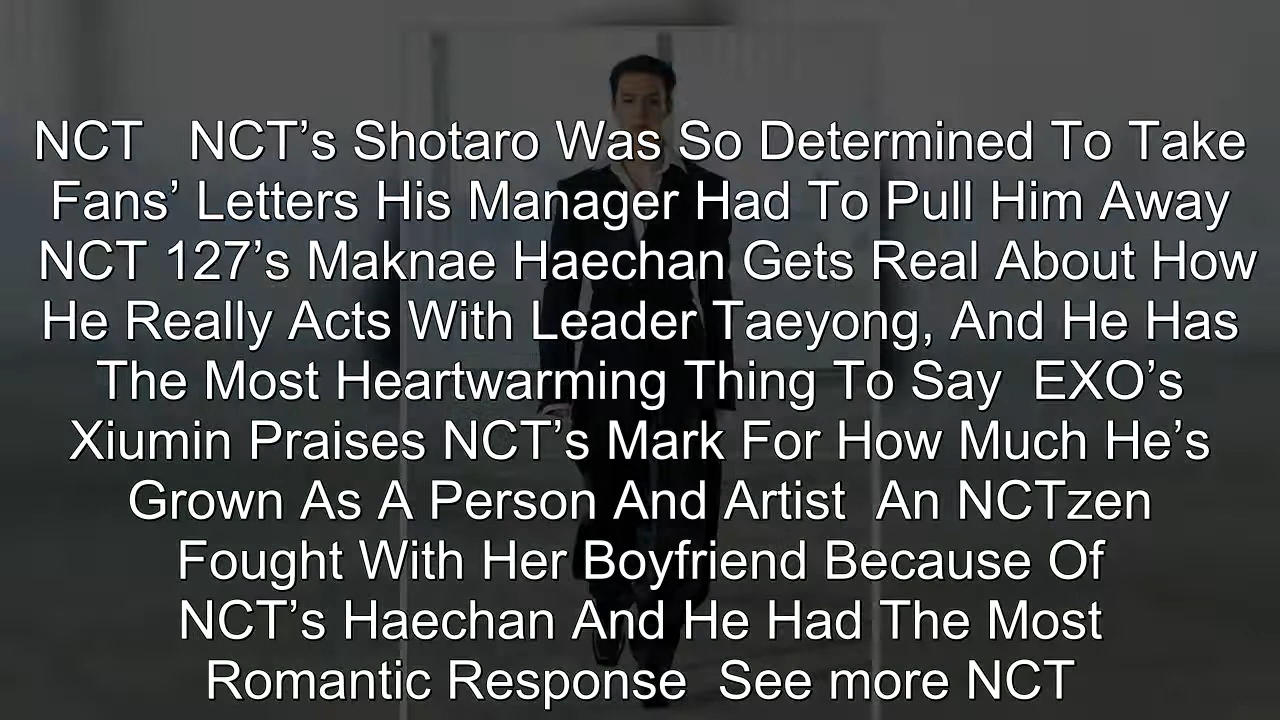 NCT   NCT’s Shotaro Was So Determined To Take
Fans’ Letters His Manager Had To Pull Him Away
NCT 127’s Maknae Haechan Gets Real About How
He Really Acts With Leader Taeyong, And He Has
The Most Heartwarming Thing To Say  EXO’s
Xiumin Praises NCT’s Mark For How Much He’s
Grown As A Person And Artist  An NCTzen
Fought With Her Boyfriend Because Of
NCT’s Haechan And He Had The Most
Romantic Response  See more NCT